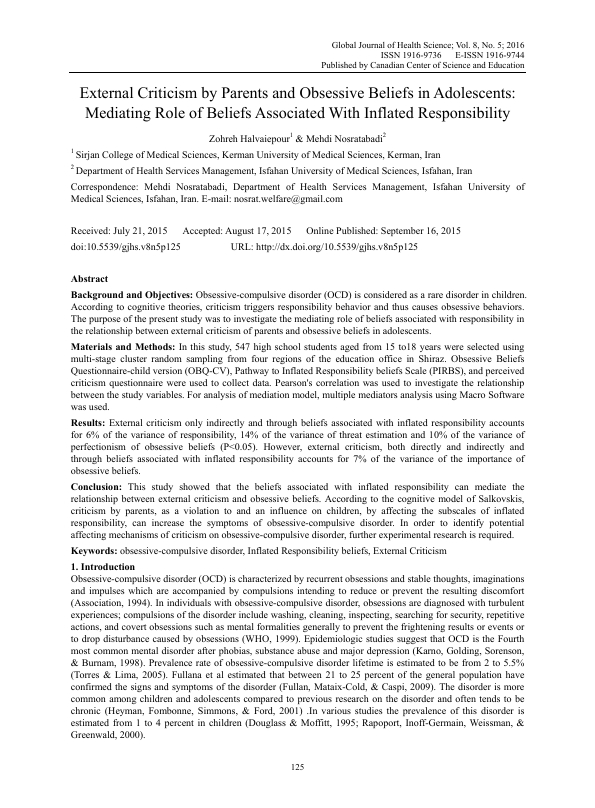 Global Journal of Health Science; Vol. 8, No. 5; 2016
ISSN 1916-9736 E-ISSN 1916-9744
Published by Canadian Center of Science and Education
External Criticism by Parents and Obsessive Beliefs in Adolescents:
Mediating Role of Beliefs Associated With Inflated Responsibility
Zohreh Halvaiepour1 & Mehdi Nosratabadi2
1 Sirjan College of Medical Sciences, Kerman University of Medical Sciences, Kerman, Iran
2 Department of Health Services Management, Isfahan University of Medical Sciences, Isfahan, Iran
Correspondence: Mehdi Nosratabadi, Department of Health Services Management, Isfahan University of
Medical Sciences, Isfahan, Iran. E-mail: nosrat.welfare@gmail.com
Received: July 21, 2015 Accepted: August 17, 2015 Online Published: September 16, 2015
doi:10.5539/gjhs.v8n5p125 URL: http://dx.doi.org/10.5539/gjhs.v8n5p125
Abstract
Background and Objectives: Obsessive-compulsive disorder (OCD) is considered as a rare disorder in children.
According to cognitive theories, criticism triggers responsibility behavior and thus causes obsessive behaviors.
The purpose of the present study was to investigate the mediating role of beliefs associated with responsibility in
the relationship between external criticism of parents and obsessive beliefs in adolescents.
Materials and Methods: In this study, 547 high school students aged from 15 to18 years were selected using
multi-stage cluster random sampling from four regions of the education office in Shiraz. Obsessive Beliefs
Questionnaire-child version (OBQ-CV), Pathway to Inflated Responsibility beliefs Scale (PIRBS), and perceived
criticism questionnaire were used to collect data. Pearson's correlation was used to investigate the relationship
between the study variables. For analysis of mediation model, multiple mediators analysis using Macro Software
was used.
Results: External criticism only indirectly and through beliefs associated with inflated responsibility accounts
for 6% of the variance of responsibility, 14% of the variance of threat estimation and 10% of the variance of
perfectionism of obsessive beliefs (P<0.05). However, external criticism, both directly and indirectly and
through beliefs associated with inflated responsibility accounts for 7% of the variance of the importance of
obsessive beliefs.
Conclusion: This study showed that the beliefs associated with inflated responsibility can mediate the
relationship between external criticism and obsessive beliefs. According to the cognitive model of Salkovskis,
criticism by parents, as a violation to and an influence on children, by affecting the subscales of inflated
responsibility, can increase the symptoms of obsessive-compulsive disorder. In order to identify potential
affecting mechanisms of criticism on obsessive-compulsive disorder, further experimental research is required.
Keywords: obsessive-compulsive disorder, Inflated Responsibility beliefs, External Criticism
1. Introduction
Obsessive-compulsive disorder (OCD) is characterized by recurrent obsessions and stable thoughts, imaginations
and impulses which are accompanied by compulsions intending to reduce or prevent the resulting discomfort
(Association, 1994). In individuals with obsessive-compulsive disorder, obsessions are diagnosed with turbulent
experiences; compulsions of the disorder include washing, cleaning, inspecting, searching for security, repetitive
actions, and covert obsessions such as mental formalities generally to prevent the frightening results or events or
to drop disturbance caused by obsessions (WHO, 1999). Epidemiologic studies suggest that OCD is the Fourth
most common mental disorder after phobias, substance abuse and major depression (Karno, Golding, Sorenson,
& Burnam, 1998). Prevalence rate of obsessive-compulsive disorder lifetime is estimated to be from 2 to 5.5%
(Torres & Lima, 2005). Fullana et al estimated that between 21 to 25 percent of the general population have
confirmed the signs and symptoms of the disorder (Fullan, Mataix-Cold, & Caspi, 2009). The disorder is more
common among children and adolescents compared to previous research on the disorder and often tends to be
chronic (Heyman, Fombonne, Simmons, & Ford, 2001) .In various studies the prevalence of this disorder is
estimated from 1 to 4 percent in children (Douglass & Moffitt, 1995; Rapoport, Inoff-Germain, Weissman, &
Greenwald, 2000).
125